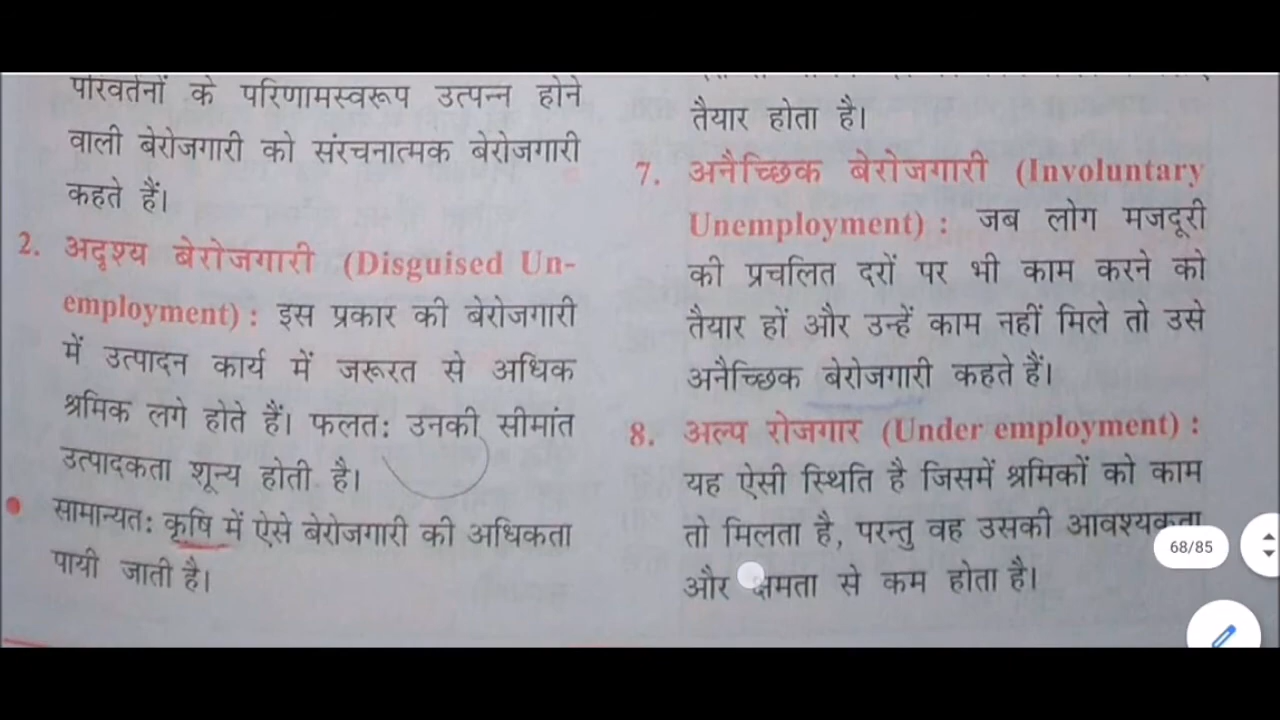 परिवर्तनों के परिणामस्वरूप उत्पन्न होने
वाली बेरोजगारी को संरचनात्मक बेरोजगारी
कहते हैं।
2. अदृश्य बेरोजगारी (Disguised Un-
employment) : इस प्रकार की बेरोजगारी
में उत्पादन कार्य में जरूरत से अधिक
श्रमिक लगे होते हैं। फलत: उनकी सीमांत
उत्पादकता शून्य होती है।
• सामान्यत: कृषि में ऐसे बेरोजगारी की अधिकता
पायी जाती है।
तैयार होता है।
7. अनैच्छिक बेरोजगारी (Involuntary
Unemployment) : जब लोग मजदूरी
की प्रचलित दरों पर भी काम करने को
तैयार हों और उन्हें काम नहीं मिले तो उसे
अनैच्छिक बेरोजगारी कहते हैं।
8. अल्प रोजगार (Under employment) :
यह ऐसी स्थिति है जिसमें श्रमिकों को काम
तो मिलता है, परन्तु वह उसकी आवश्यकता
और क्षमता से कम होता है।
68/85